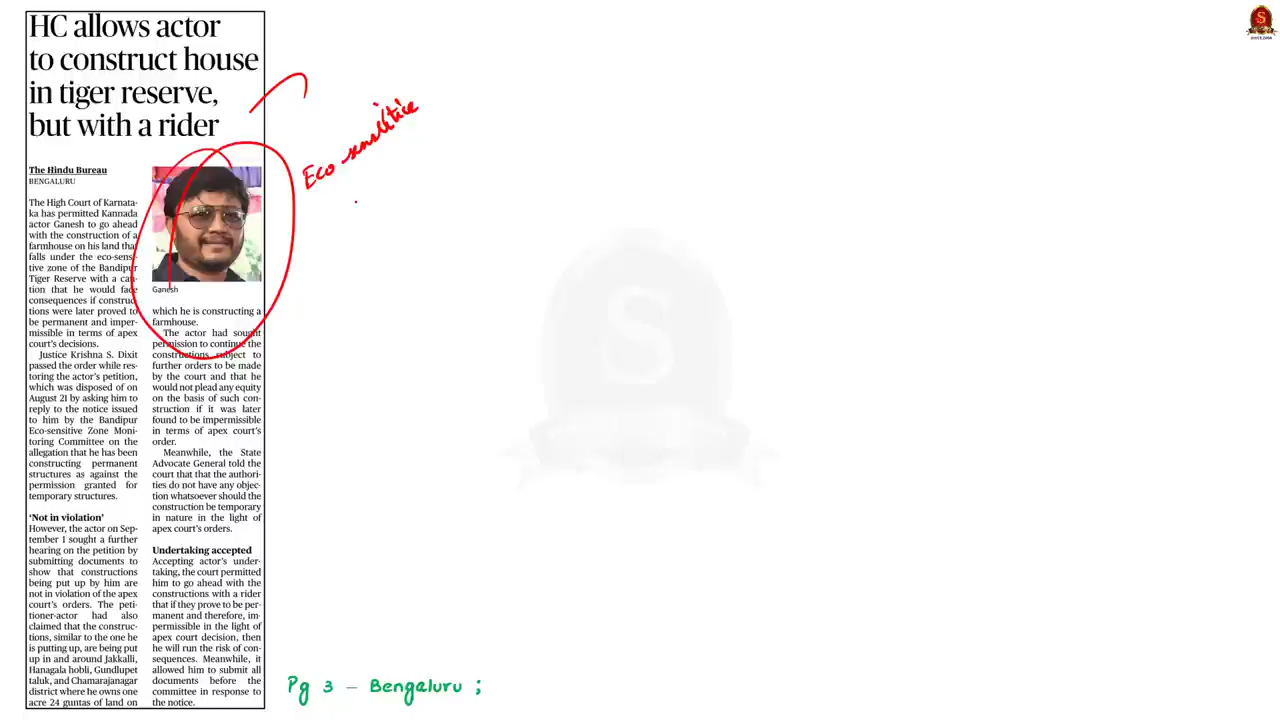 HC allows actor
to construct house
in tiger reserve,
but with a rider
The Hindu Bureau
BENGALURU
The High Court of Karnata-
ka has permitted Kannada
actor Ganesh to go ahead
with the construction of a
farmhouse on his land that
falls under the eco-sensi-
tive zone of the Bandipur
Tiger Reserve with a cau-
tion that he would face
consequences if construc-
tions were later proved to
be permanent and imper-
missible in terms of apex
court's decisions.
Justice Krishna S. Dixit
passed the order while res-
toring the actor's petition,
which was disposed of on
August 21 by asking him to
reply to the notice issued
to him by the Bandipur
Eco-sensitive Zone Moni-
toring Committee on the
allegation that he has been
constructing permanent
structures as against the
permission granted for
temporary structures.
'Not in violation'
However, the actor on Sep-
tember 1 sought a further
hearing on the petition by
submitting documents to
show that constructions
being put up by him are
not in violation of the apex
court's orders. The peti-
tioner-actor had also
claimed that the construc-
tions, similar to the one he
is putting up, are being put
up in and around Jakkalli,
Hanagala hobli, Gundlupet
taluk, and Chamarajanagar
district where he owns one
acre 24 guntas of land on
Ganesh
which he is constructing a
farmhouse.
The actor had sought
permission to continue the
constructions subject to
further orders to be made
by the court and that he
would not plead any equity
on the basis of such con-
struction if it was later
found to be impermissible
in terms of apex court's
order.
Meanwhile, the State
Advocate General told the
court that that the authori-
ties do not have any objec-
tion whatsoever should the
construction be temporary
in nature in the light of
apex court's orders.
Undertaking accepted
Accepting actor's under-
taking, the court permitted
him to go ahead with the
constructions with a rider
that if they prove to be per-
manent and therefore, im-
permissible in the light of
apex court decision, then
he will run the risk of con-
sequences. Meanwhile, it
allowed him to submit all
documents before the
committee in response to
the notice.
Eco sensitive
Pg 3 – Bengaluru ;
S
S